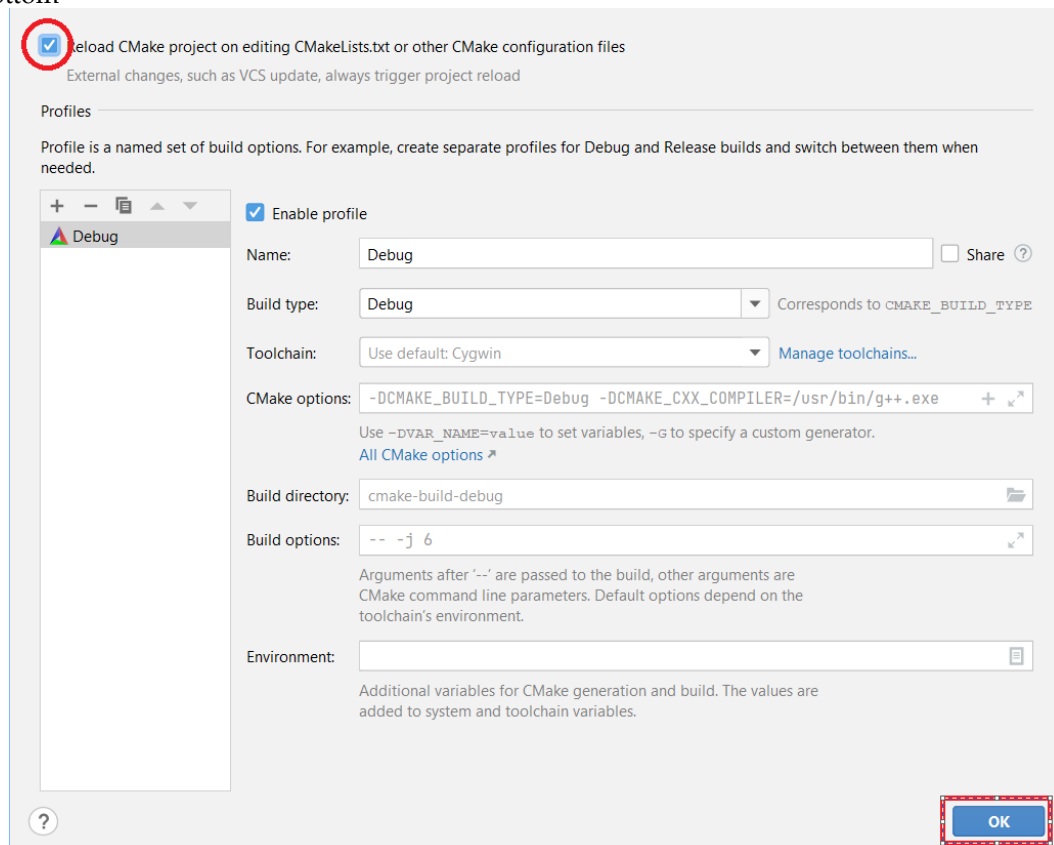 Reload CMake project on editing CMakeLists.txt or other CMake configuration files
External changes, such as VCS update, always trigger project reload
Profiles
Profile is a named set of build options. For example, create separate profiles for Debug and Release builds and switch between them when
needed.
Enable profile
Debug
Name: Debug Share ?
Build type: Debug Corresponds to CMAKE_BUILD_TYPE
Toolchain: Use default: Cygwin Manage toolchains...
CMake options: -DCMAKE_BUILD_TYPE=Debug -DCMAKE_CXX_COMPILER=/usr/bin/g++.exe
Use -DVAR_NAME=value to set variables, -G to specify a custom generator.
All CMake options
Build directory: cmake-build-debug
Build options: -- -j 6
Arguments after '--' are passed to the build, other arguments are
CMake command line parameters. Default options depend on the
toolchain's environment.
Environment:
Additional variables for CMake generation and build. The values are
added to system and toolchain variables.
? OK